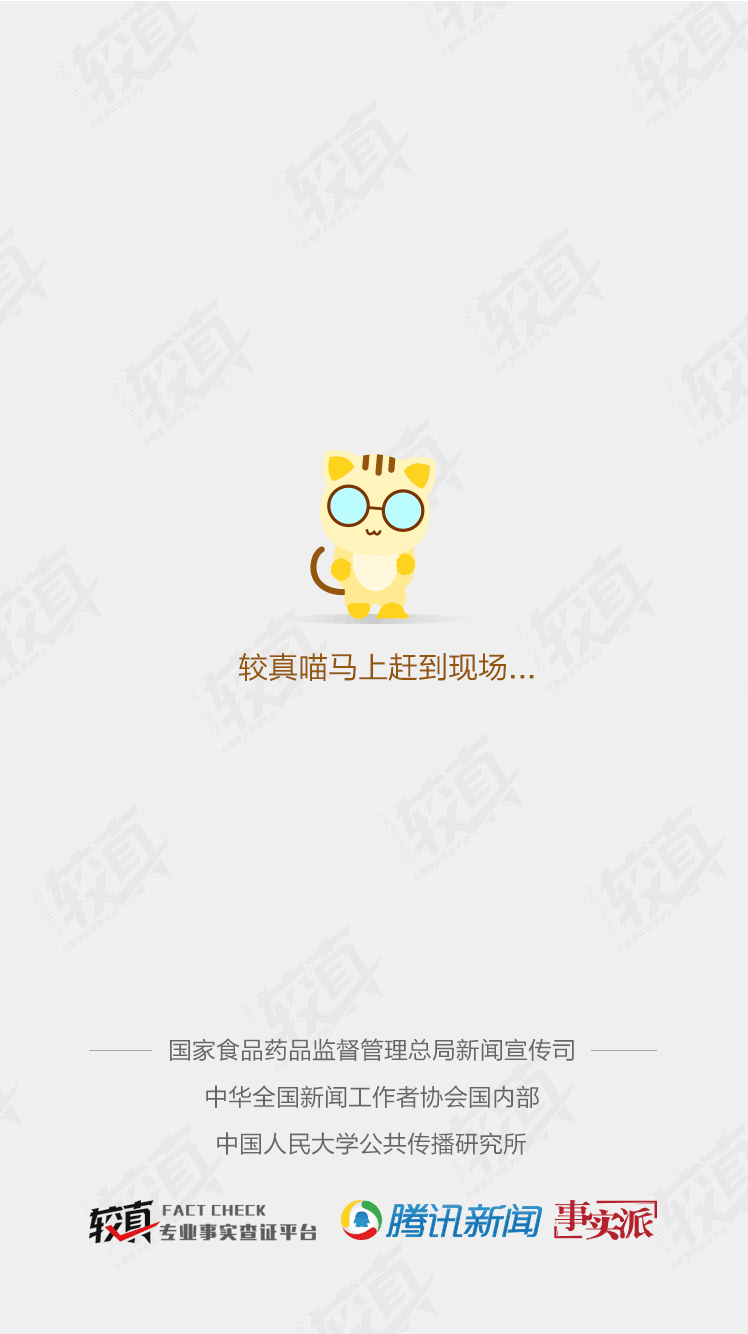 较真喵马上赶到现场...
国家食品药品监督管理总局新闻宣传司
中华全国新闻工作者协会国内部
中国人民大学公共传播研究所
较真 FACT CHECK 专业事实查证平台
腾讯新闻
事实派